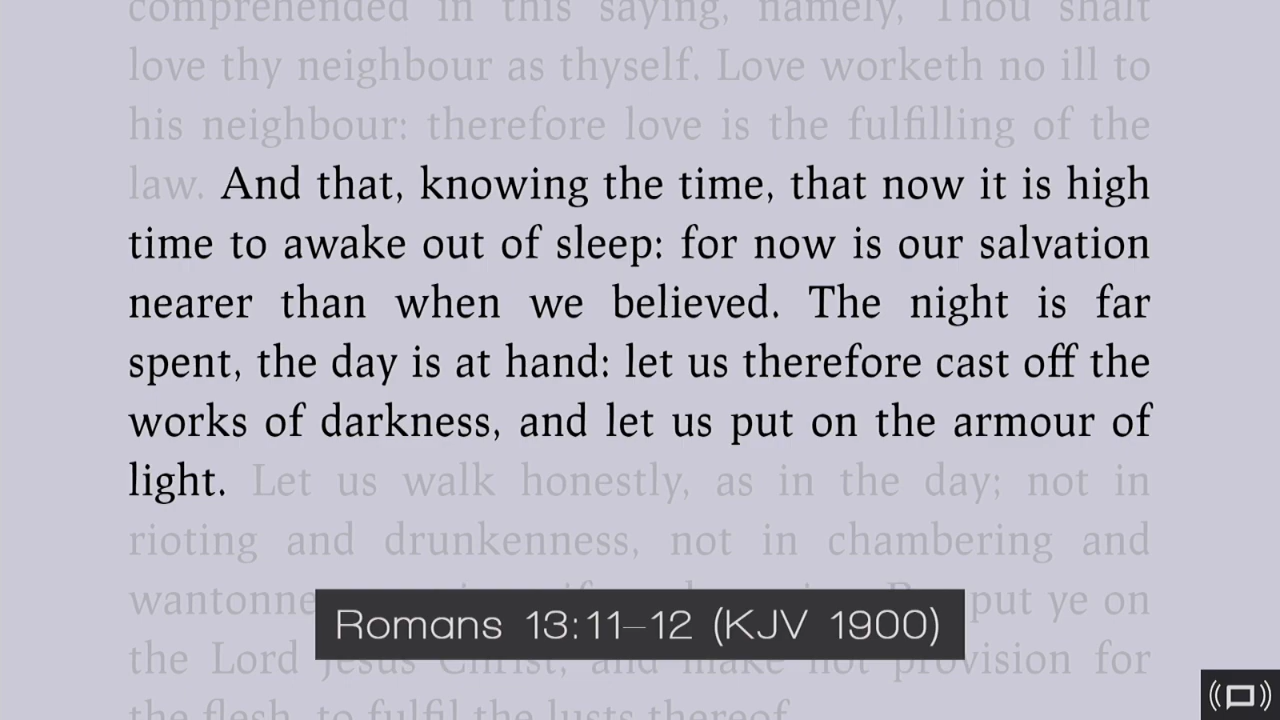 comprehended in this saying, namely, Thou shalt
love thy neighbour as thyself. Love worketh no ill to
his neighbour: therefore love is the fulfilling of the
law. And that, knowing the time, that now it is high
time to awake out of sleep: for now is our salvation
nearer than when we believed. The night is far
spent, the day is at hand: let us therefore cast off the
works of darkness, and let us put on the armour of
light. Let us walk honestly, as in the day; not in
rioting and drunkenness, not in chambering and
put ye on
Romans 13:11–12 (KJV 1900)
the Lord Jesus Christ, and make not provision for
the flesh, to fulfil the lusts thereof.